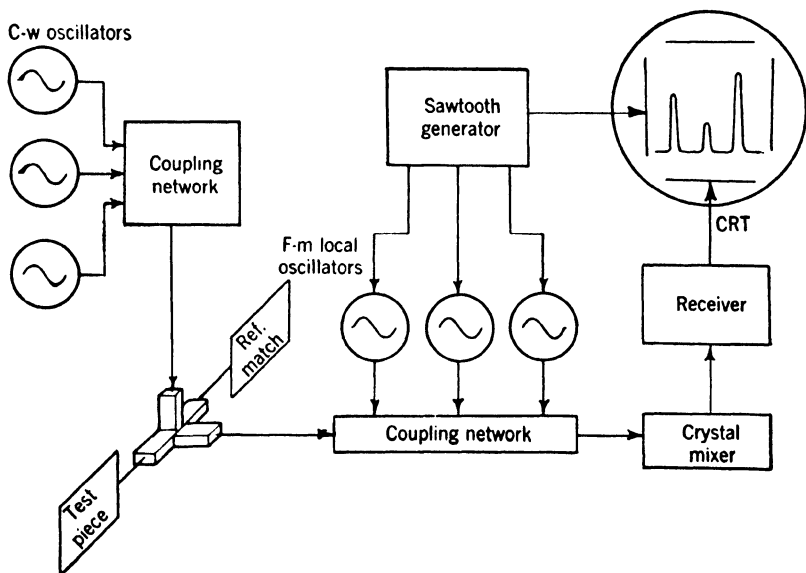 C-w oscillators
Coupling
network
Sawtooth
generator
CRT
F-m local
oscillators
Receiver
Ref.
match
Coupling network
Crystal
mixer
Test
piece